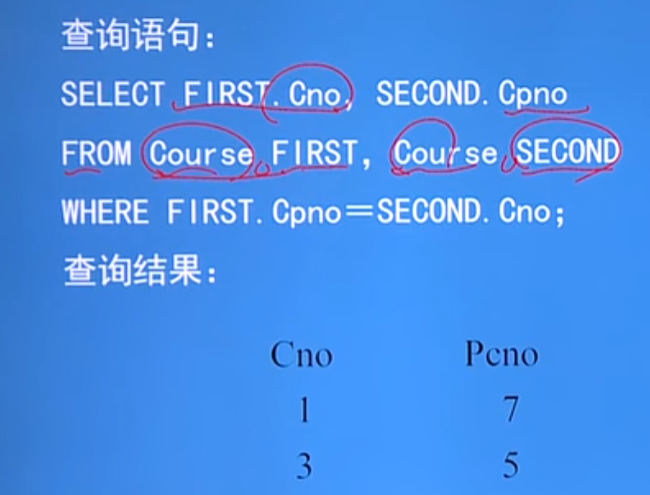 查询语句：
SELECT FIRST.Cno, SECOND.Cpno
FROM Course FIRST, Course SECOND
WHERE FIRST.Cpno=SECOND.Cno;
查询结果：
Cno Pcno
1 7
3 5